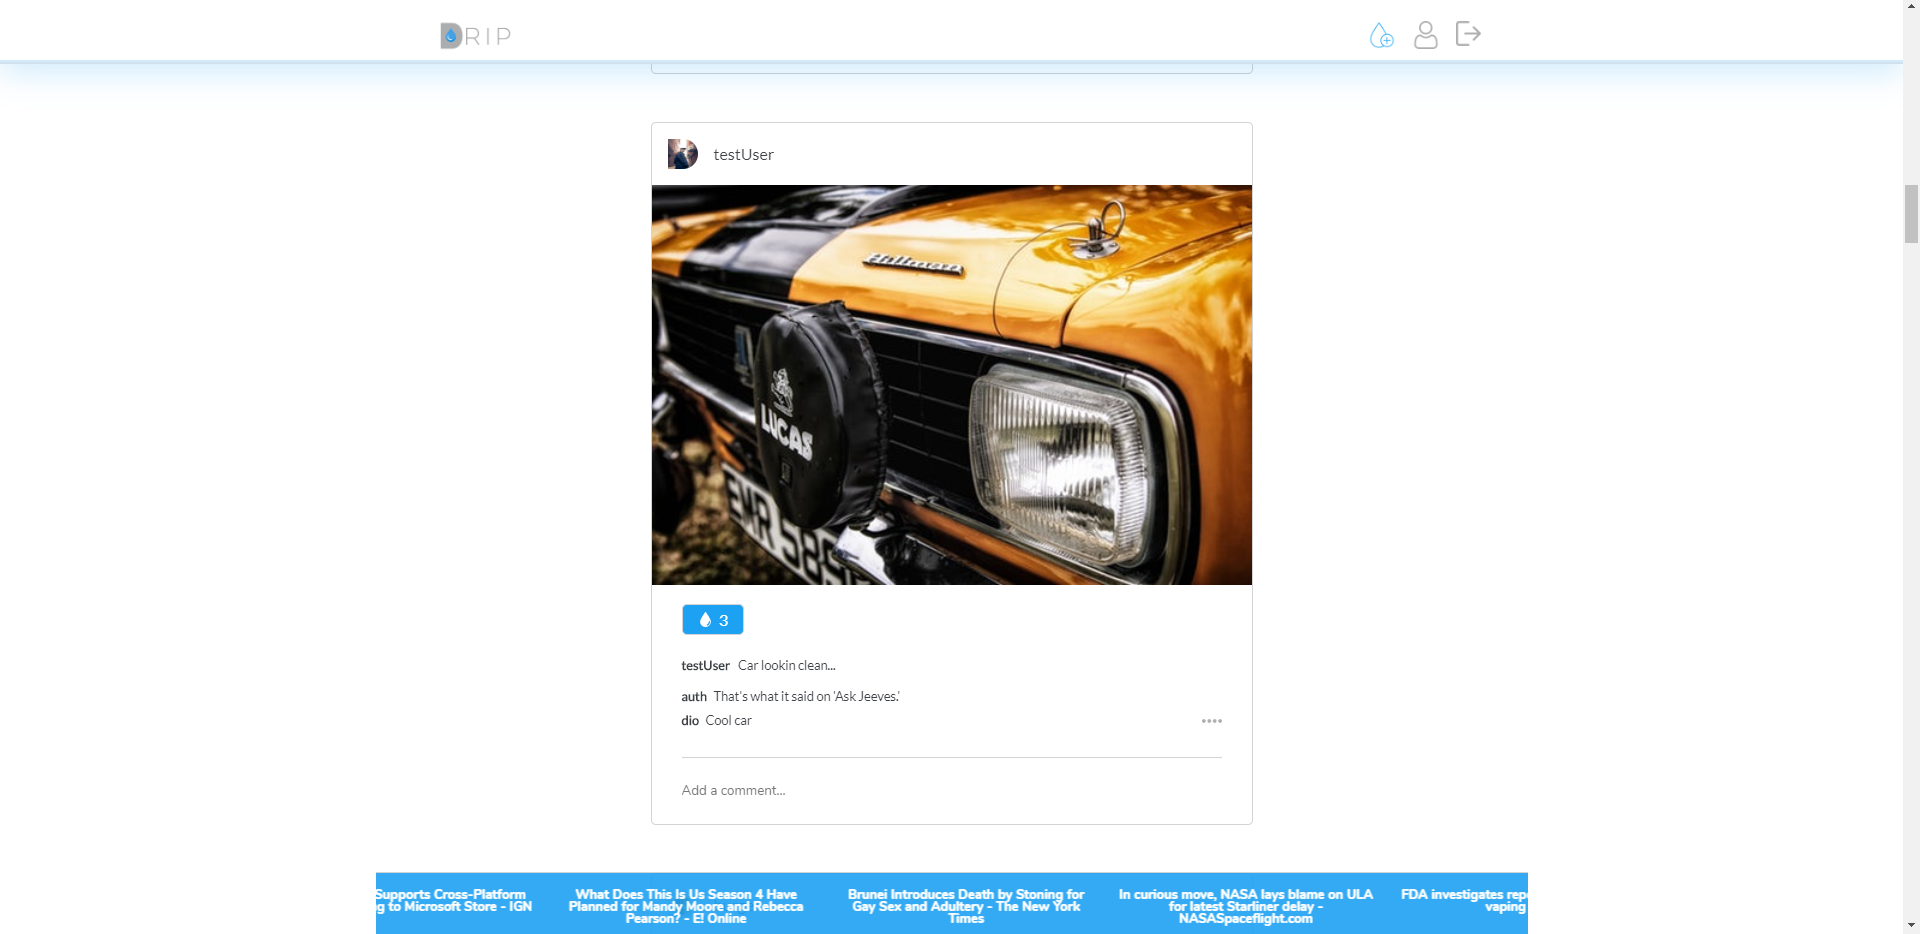 DRIP
testUser
Hillman
LUCAS
3
testUser Car lookin clean...
auth That's what it said on 'Ask Jeeves.'
dio Cool car
Add a comment...
Supports Cross-Platform
g to Microsoft Store - IGN
What Does This Is Us Season 4 Have
Planned for Mandy Moore and Rebecca
Pearson? - E! Online
Brunei Introduces Death by Stoning for
Gay Sex and Adultery - The New York
Times
In curious move, NASA lays blame on ULA
for latest Starliner delay -
NASASpaceflight.com
FDA investigates rep
vaping